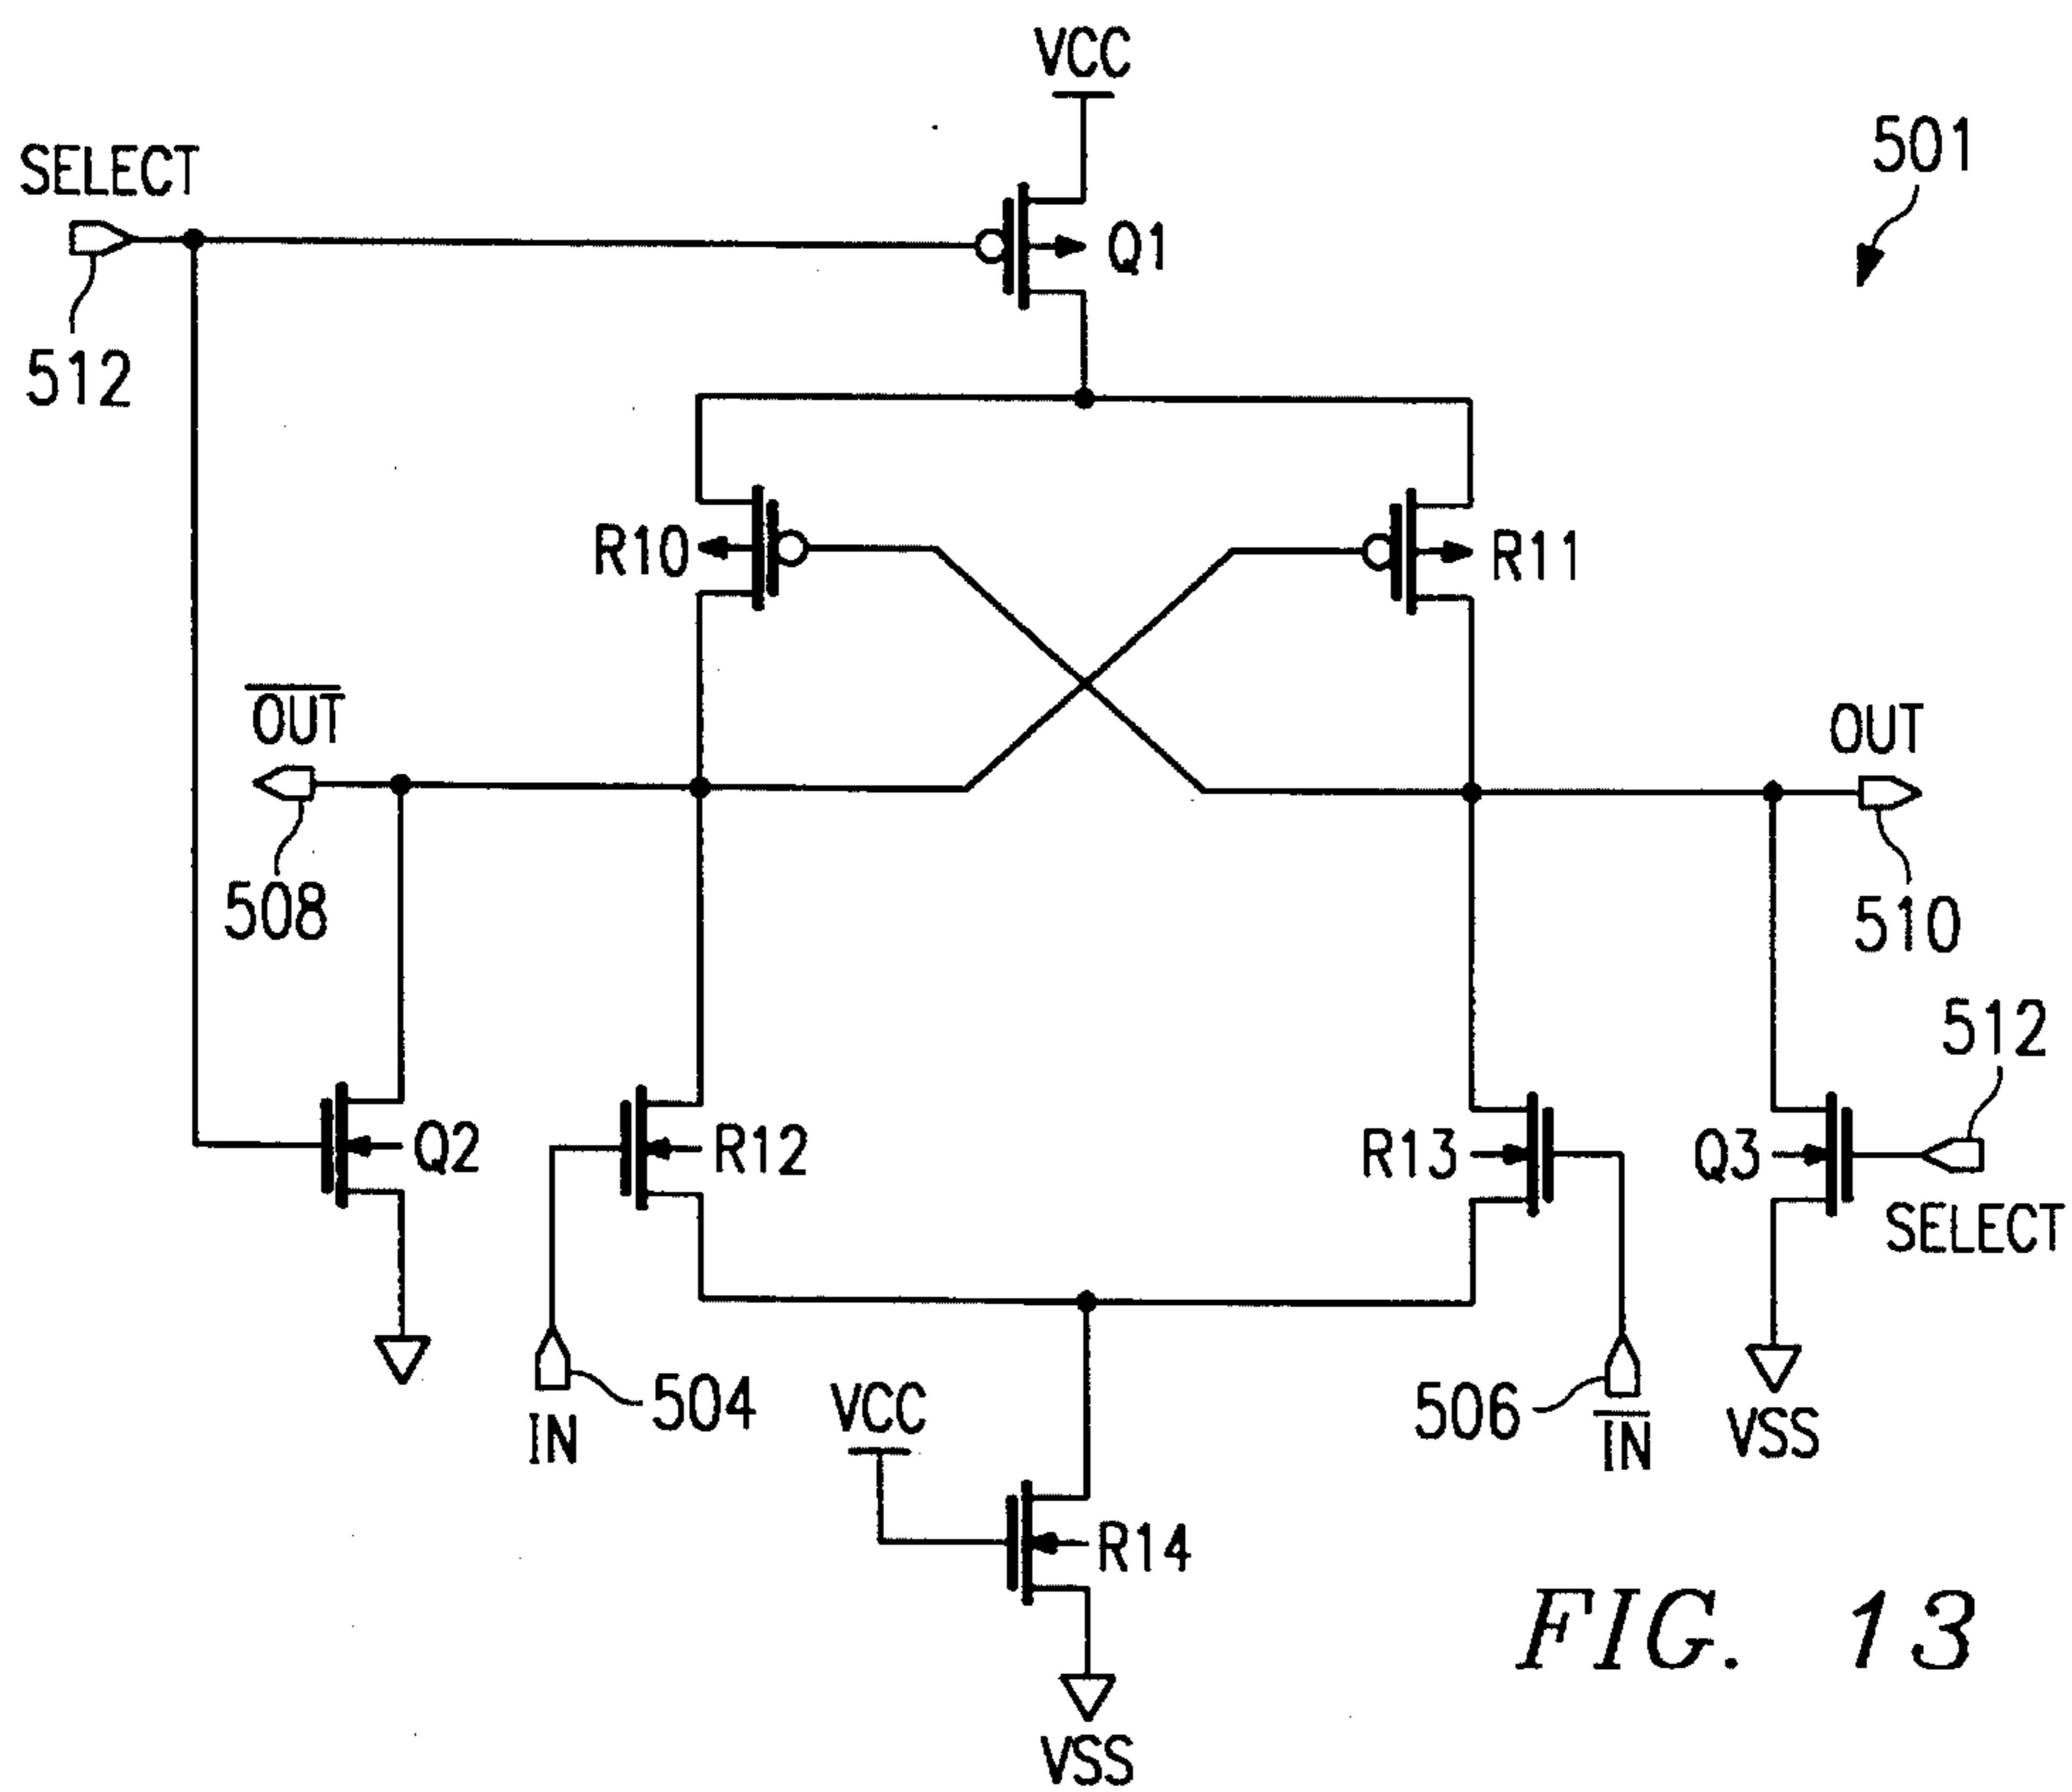 VCC
SELECT
501
Q1
512
R10
R11
OUT
OUT
508
510
512
Q2
R12
R13
Q3
SELECT
504
VCC
506
IN
IN
VSS
R14
FIG. 13
VSS